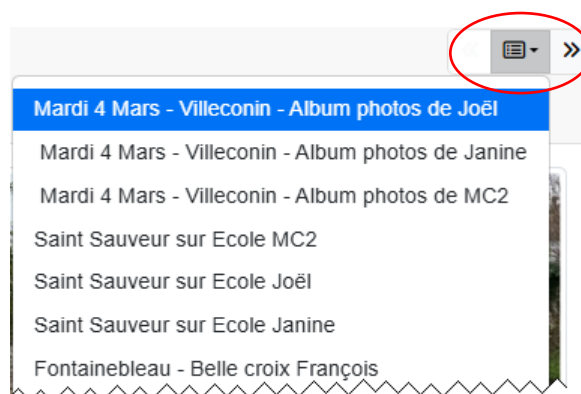 Mardi 4 Mars - Villeconin - Album photos de Joël
Mardi 4 Mars - Villeconin - Album photos de Janine
Mardi 4 Mars - Villeconin - Album photos de MC2
Saint Sauveur sur Ecole MC2
Saint Sauveur sur Ecole Joël
Saint Sauveur sur Ecole Janine
Fontainebleau - Belle croix François